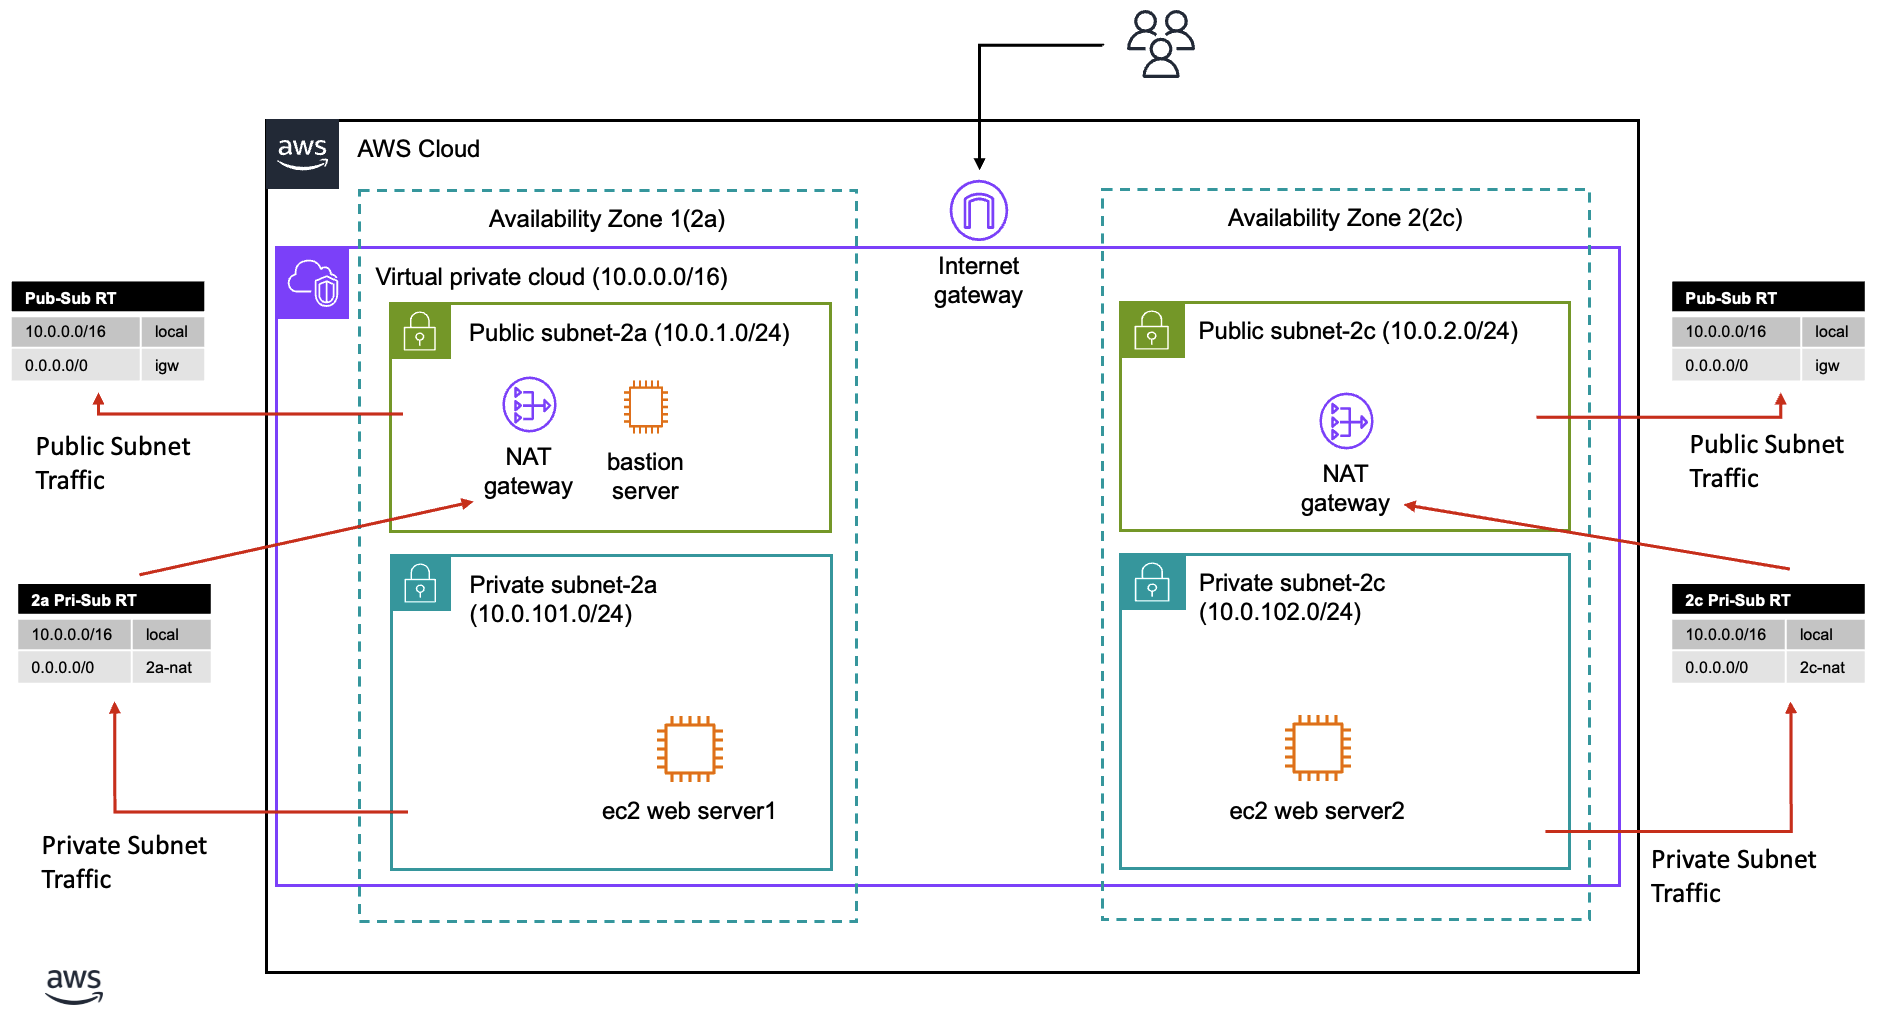 aws
AWS Cloud
Availability Zone 1(2a)
Availability Zone 2(2c)
Internet
gateway
Virtual private cloud (10.0.0.0/16)
Pub-Sub RT
10.0.0.0/16 local
0.0.0.0/0 igw
Public Subnet
Traffic
Public subnet-2a (10.0.1.0/24)
NAT
gateway
bastion
server
Public subnet-2c (10.0.2.0/24)
NAT
gateway
Pub-Sub RT
10.0.0.0/16 local
0.0.0.0/0 igw
Public Subnet
Traffic
2a Pri-Sub RT
10.0.0.0/16 local
0.0.0.0/0 2a-nat
Private Subnet
Traffic
Private subnet-2a
(10.0.101.0/24)
ec2 web server1
Private subnet-2c
(10.0.102.0/24)
ec2 web server2
2c Pri-Sub RT
10.0.0.0/16 local
0.0.0.0/0 2c-nat
Private Subnet
Traffic
aws